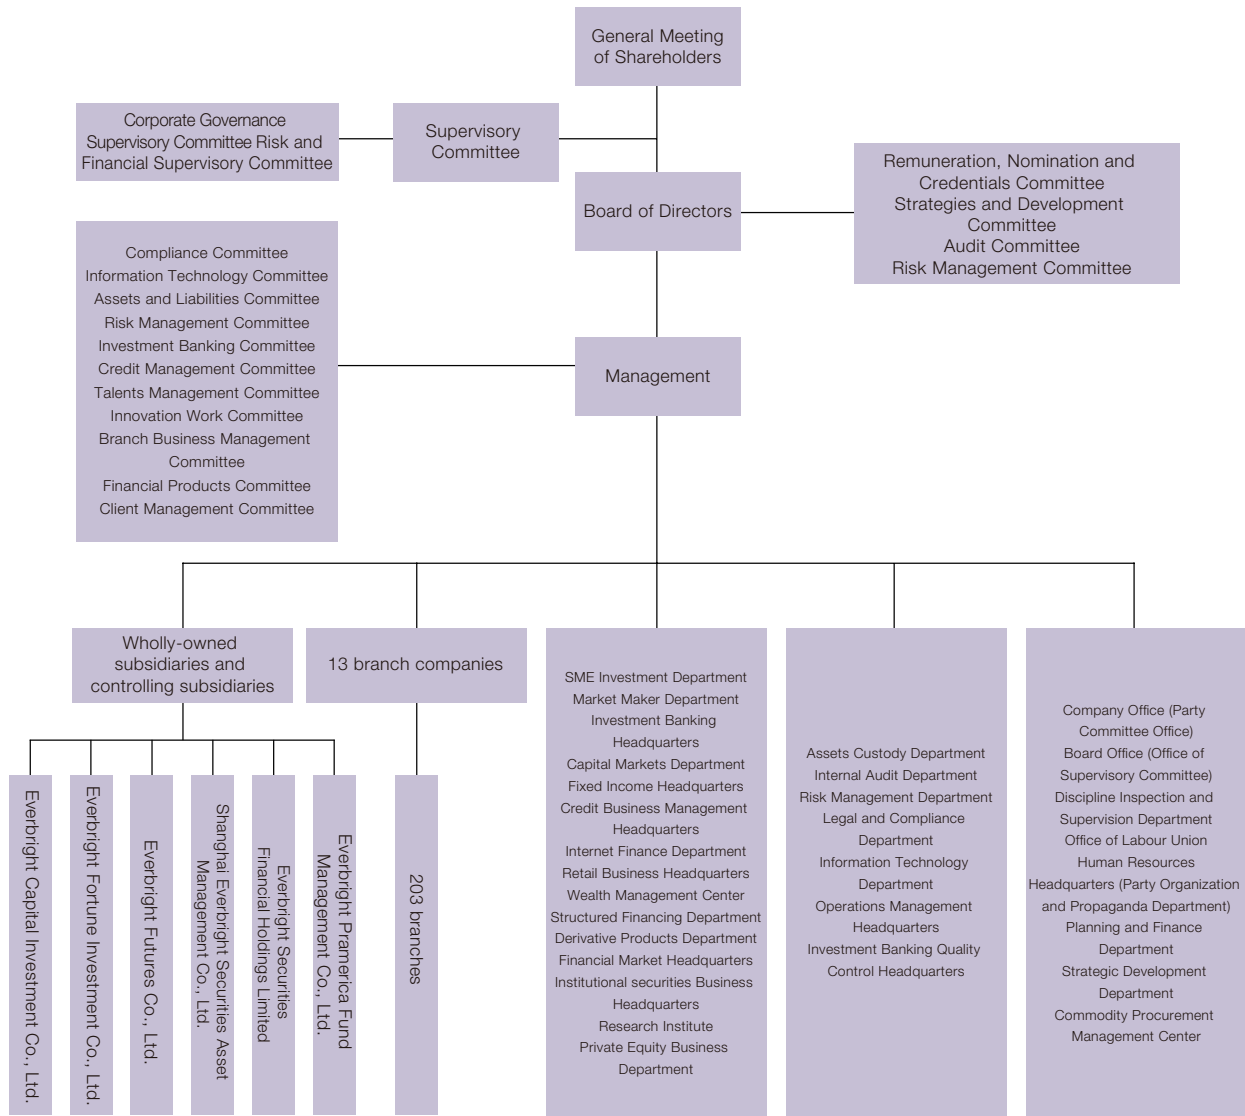 General Meeting
of Shareholders
Corporate Governance
Supervisory Committee Risk and
Financial Supervisory Committee
Supervisory
Committee
Board of Directors
Remuneration, Nomination and
Credentials Committee
Strategies and Development
Committee
Audit Committee
Risk Management Committee
Compliance Committee
Information Technology Committee
Assets and Liabilities Committee
Risk Management Committee
Investment Banking Committee
Credit Management Committee
Talents Management Committee
Innovation Work Committee
Branch Business Management
Committee
Financial Products Committee
Client Management Committee
Management
Wholly-owned
subsidiaries and
controlling subsidiaries
13 branch companies
Everbright Capital Investment Co., Ltd.
Everbright Fortune Investment Co., Ltd.
Everbright Futures Co., Ltd.
Shanghai Everbright Securities Asset
Management Co., Ltd.
Everbright Securities
Financial Holdings Limited
Everbright Pramerica Fund
Management Co., Ltd.
203 branches
SME Investment Department
Market Maker Department
Investment Banking
Headquarters
Capital Markets Department
Fixed Income Headquarters
Credit Business Management
Headquarters
Internet Finance Department
Retail Business Headquarters
Wealth Management Center
Structured Financing Department
Derivative Products Department
Financial Market Headquarters
Institutional securities Business
Headquarters
Research Institute
Private Equity Business
Department
Assets Custody Department
Internal Audit Department
Risk Management Department
Legal and Compliance
Department
Information Technology
Department
Operations Management
Headquarters
Investment Banking Quality
Control Headquarters
Company Office (Party
Committee Office)
Board Office (Office of
Supervisory Committee)
Discipline Inspection and
Supervision Department
Office of Labour Union
Human Resources
Headquarters (Party Organization
and Propaganda Department)
Planning and Finance
Department
Strategic Development
Department
Commodity Procurement
Management Center